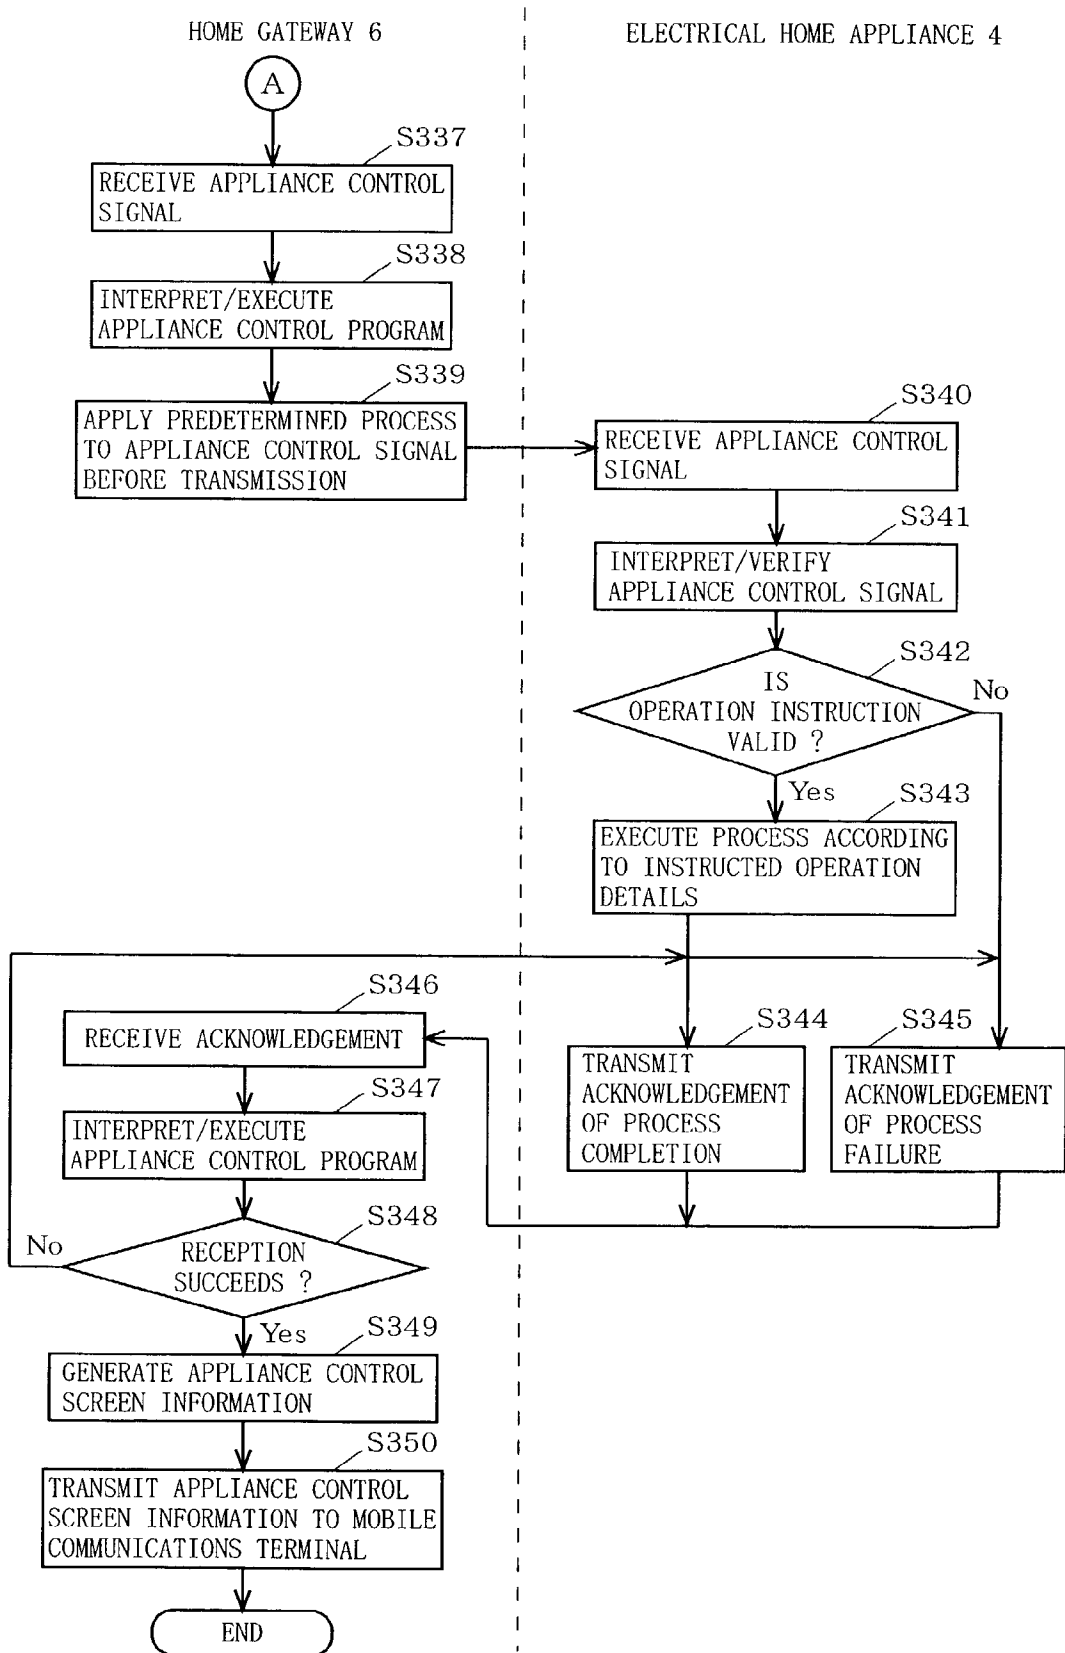 HOME GATEWAY 6
ELECTRICAL HOME APPLIANCE 4
A
S337
RECEIVE APPLIANCE CONTROL
SIGNAL
S338
INTERPRET/EXECUTE
APPLIANCE CONTROL PROGRAM
S339
APPLY PREDETERMINED PROCESS
TO APPLIANCE CONTROL SIGNAL
BEFORE TRANSMISSION
S340
RECEIVE APPLIANCE CONTROL
SIGNAL
S341
INTERPRET/VERIFY
APPLIANCE CONTROL SIGNAL
S342
IS
OPERATION INSTRUCTION
VALID ?
No
Yes
S343
EXECUTE PROCESS ACCORDING
TO INSTRUCTED OPERATION
DETAILS
S344
TRANSMIT
ACKNOWLEDGEMENT
OF PROCESS
COMPLETION
S345
TRANSMIT
ACKNOWLEDGEMENT
OF PROCESS
FAILURE
S346
RECEIVE ACKNOWLEDGEMENT
S347
INTERPRET/EXECUTE
APPLIANCE CONTROL PROGRAM
S348
RECEPTION
SUCCEEDS ?
No
Yes
S349
GENERATE APPLIANCE CONTROL
SCREEN INFORMATION
S350
TRANSMIT APPLIANCE CONTROL
SCREEN INFORMATION TO MOBILE
COMMUNICATIONS TERMINAL
END